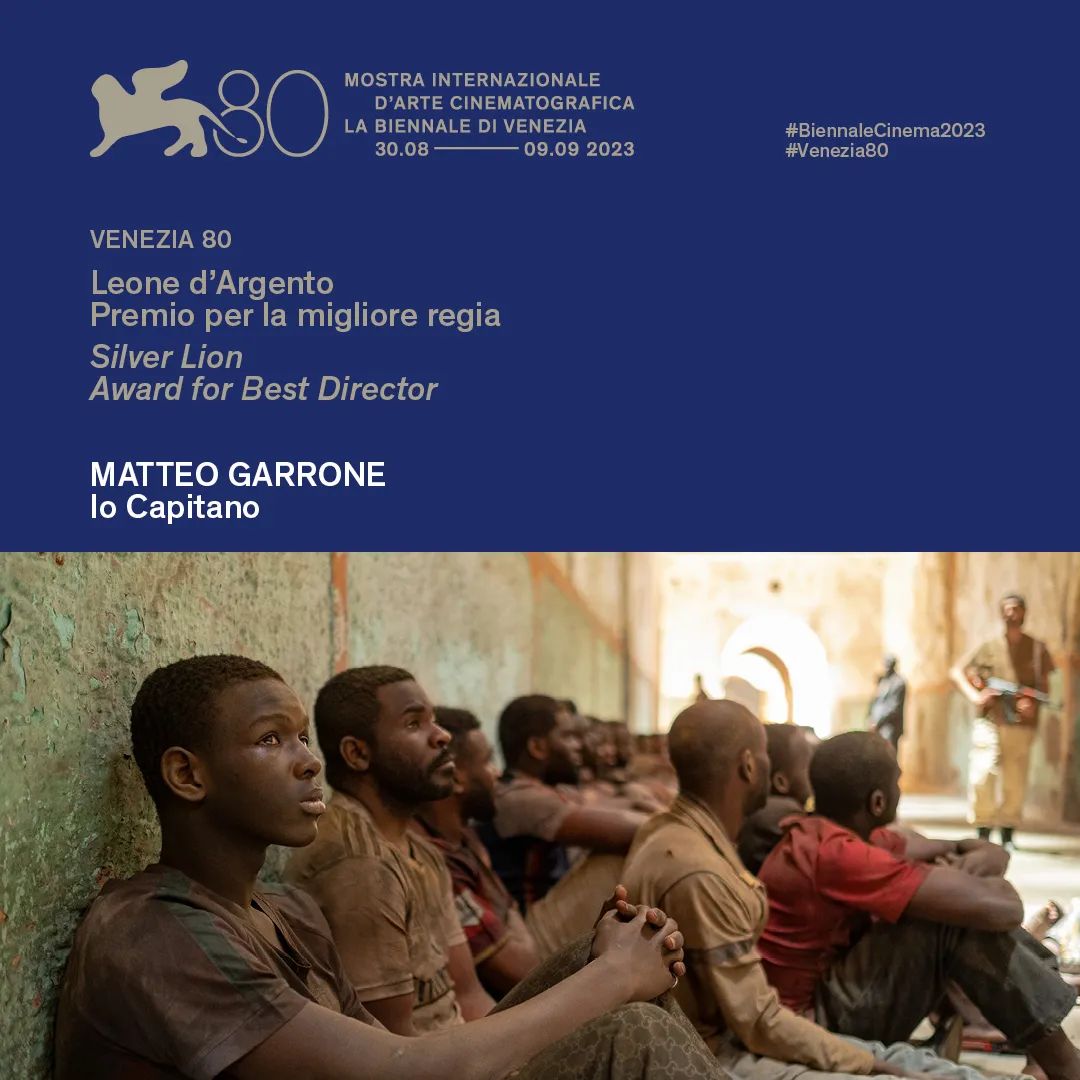 80
MOSTRA INTERNAZIONALE
D'ARTE CINEMATOGRAFICA
LA BIENNALE DI VENEZIA
30.08 — 09.09 2023
#BiennaleCinema2023
#Venezia80
VENEZIA 80
Leone d'Argento
Premio per la migliore regia
Silver Lion
Award for Best Director
MATTEO GARRONE
Io Capitano